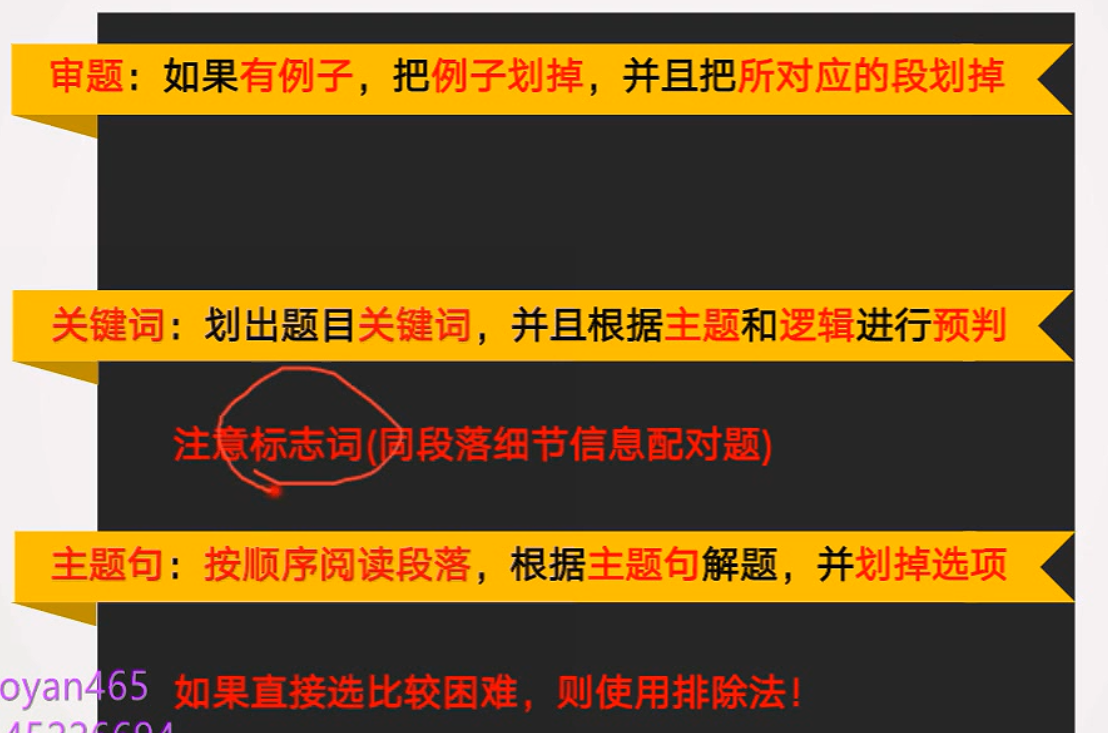 审题：如果有例子，把例子划掉，并且把所对应的段划掉
关键词：划出题目关键词，并且根据主题和逻辑进行预判
注意标志词(同段落细节信息配对题)
主题句：按顺序阅读段落，根据主题句解题，并划掉选项
oyan465
如果直接选比较困难，则使用排除法！